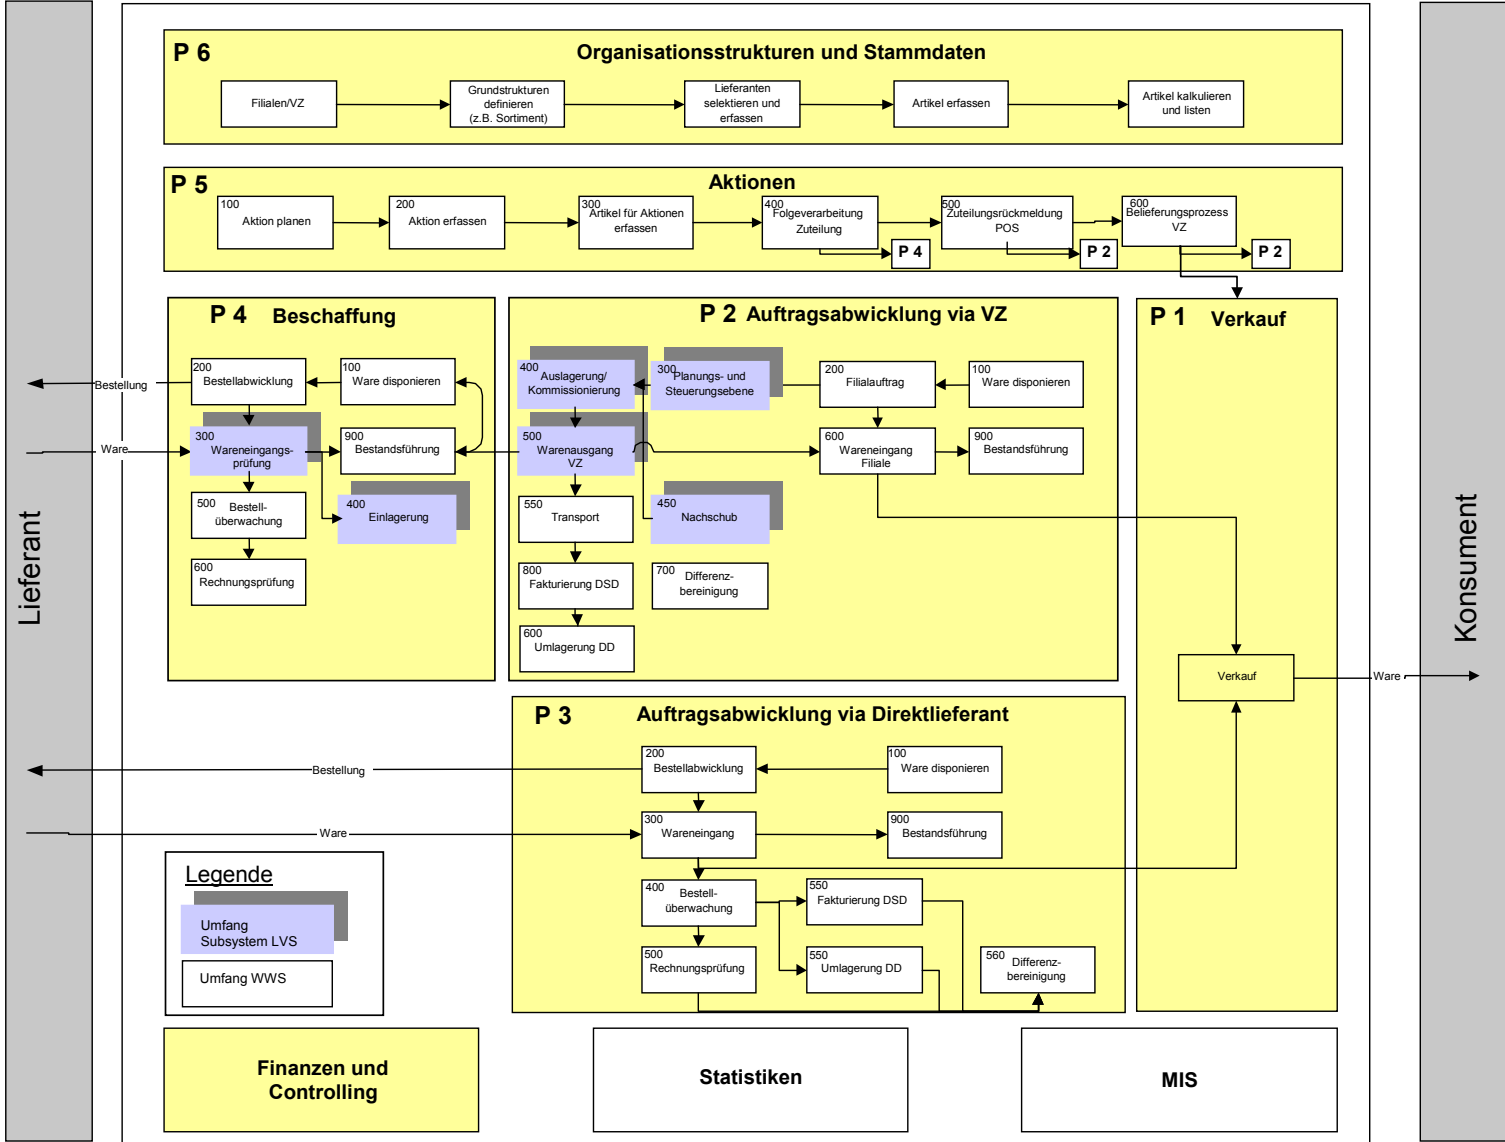 Lieferant
Konsument
P 6
Organisationsstrukturen und Stammdaten
Filialen/VZ
Grundstrukturen
definieren
(z.B. Sortiment)
Lieferanten
selektieren und
erfassen
Artikel erfassen
Artikel kalkulieren
und listen
P 5
Aktionen
100
Aktion planen
200
Aktion erfassen
300
Artikel für Aktionen
erfassen
400
Folgeverarbeitung
Zuteilung
500
Zuteilungsrückmeldung
POS
600
Belieferungsprozess
VZ
P 4
P 2
P 2
P 4
Beschaffung
200
Bestellabwicklung
100
Ware disponieren
Bestellung
300
Wareneingangs-
prüfung
900
Bestandsführung
Ware
500
Bestell-
überwachung
400
Einlagerung
600
Rechnungsprüfung
P 2
Auftragsabwicklung via VZ
400
Auslagerung/
Kommissionierung
300
Planungs- und
Steuerungsebene
200
Filialauftrag
100
Ware disponieren
500
Warenausgang
VZ
600
Wareneingang
Filiale
900
Bestandsführung
550
Transport
450
Nachschub
800
Fakturierung DSD
700
Differenz-
bereinigung
600
Umlagerung DD
P 1
Verkauf
Verkauf
Ware
P 3
Auftragsabwicklung via Direktlieferant
200
Bestellabwicklung
100
Ware disponieren
Bestellung
300
Wareneingang
900
Bestandsführung
Ware
400
Bestell-
überwachung
550
Fakturierung DSD
500
Rechnungsprüfung
550
Umlagerung DD
560
Differenz-
bereinigung
Legende
Umfang
Subsystem LVS
Umfang WWS
Finanzen und
Controlling
Statistiken
MIS